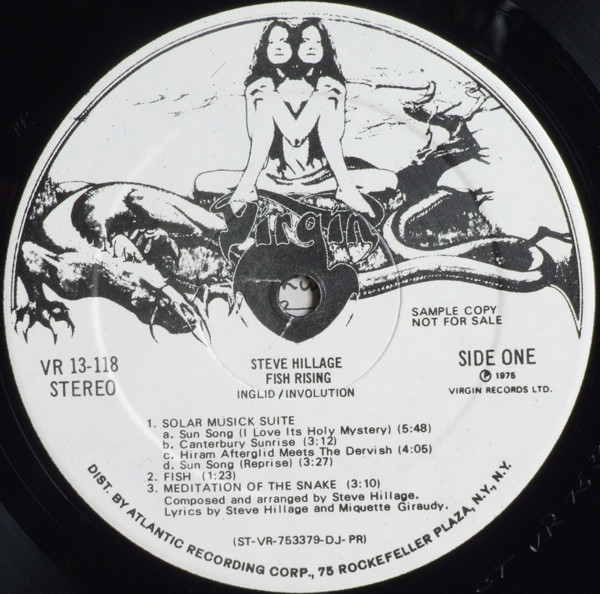 Virgin
SAMPLE COPY
NOT FOR SALE
VR 13-118
STEREO
STEVE HILLAGE
FISH RISING
INGLID/INVOLUTION
SIDE ONE
℗ 1975
VIRGIN RECORDS LTD.
1. SOLAR MUSICK SUITE
a. Sun Song (I Love Its Holy Mystery) (5:48)
b. Canterbury Sunrise (3:12)
c. Hiram Afterglid Meets The Dervish (4:05)
d. Sun Song (Reprise) (3:27)
2. FISH (1:23)
3. MEDITATION OF THE SNAKE (3:10)
Composed and arranged by Steve Hillage.
Lyrics by Steve Hillage and Miquette Giraudy.
(ST-VR-753379-DJ-PR)
DIST. BY ATLANTIC RECORDING CORP., 75 ROCKEFELLER PLAZA, N.Y., N.Y.